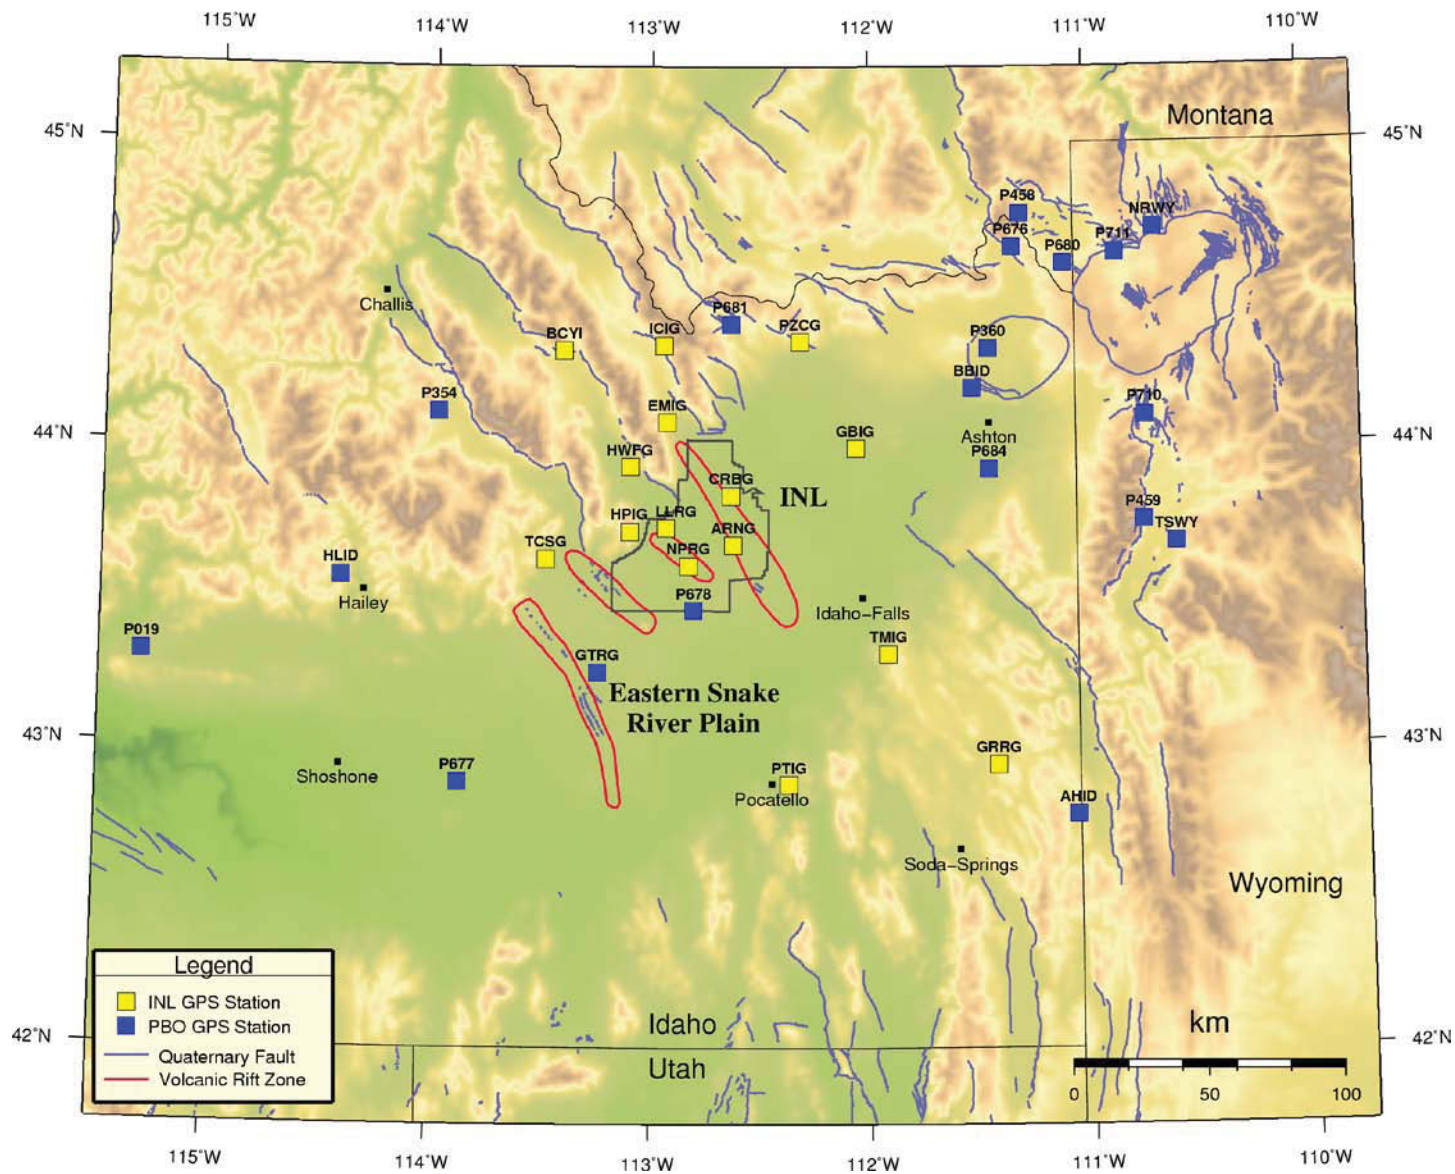 115˚W
114˚W
113˚W
112˚W
111˚W
110˚W
45˚N
45˚N
Montana
P458
NRWY
P676
P711
P680
Challis
P681
BCYI
ICIG
PZCG
P360
BBID
P354
P710
EMIG
44˚N
GBIG
Ashton
44˚N
HWFG
P684
CRBG
INL
P459
HPIG
LLRG
ARNG
TSWY
TCSG
NPRG
HLID
Hailey
P678
Idaho-Falls
P019
TMIG
GTRG
Eastern Snake
River Plain
43˚N
43˚N
P677
Shoshone
PTIG
GRRG
Pocatello
AHID
Soda-Springs
Wyoming
Legend
INL GPS Station
PBO GPS Station
Quaternary Fault
Volcanic Rift Zone
42˚N
Idaho
km
42˚N
Utah
0
50
100
115˚W
114˚W
113˚W
112˚W
111˚W
110˚W